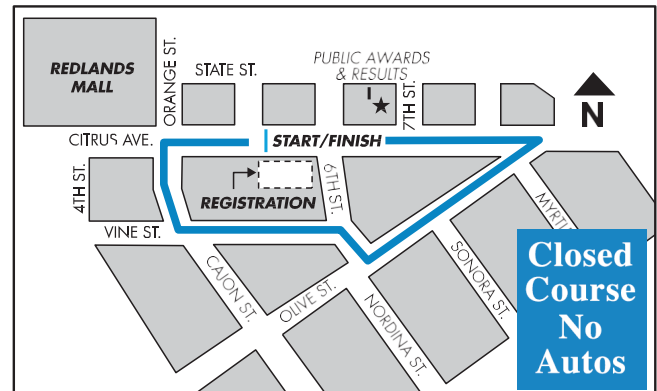 PUBLIC AWARDS
& RESULTS
REDLANDS
MALL
ORANGE ST.
STATE ST.
7TH ST.
N
CITRUS AVE.
START/FINISH
4TH ST.
REGISTRATION
6TH ST.
VINE ST.
CAJON ST.
OLIVE ST.
NORDINA ST.
SONORA ST.
Closed
Course
No
Autos